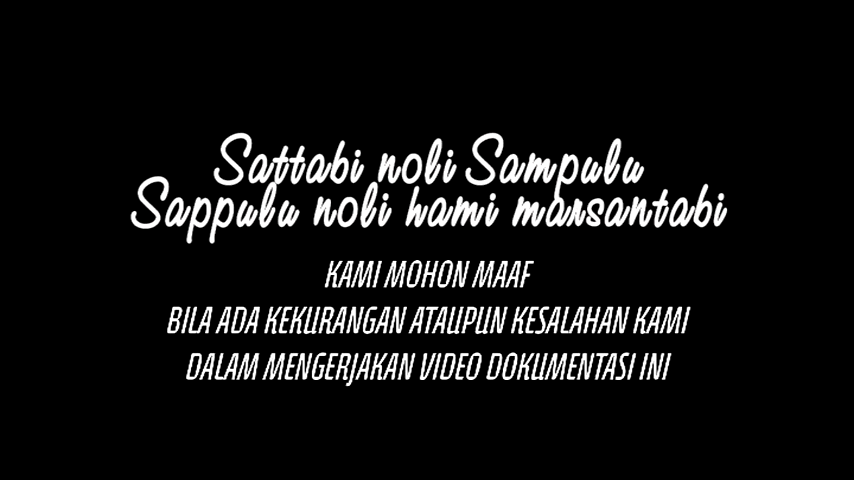 Sattabi noli Sampulu
Sappulu noli hami marsantabi
KAMI MOHON MAAF
BILA ADA KEKURANGAN ATAUPUN KESALAHAN KAMI
DALAM MENGERJAKAN VIDEO DOKUMENTASI INI